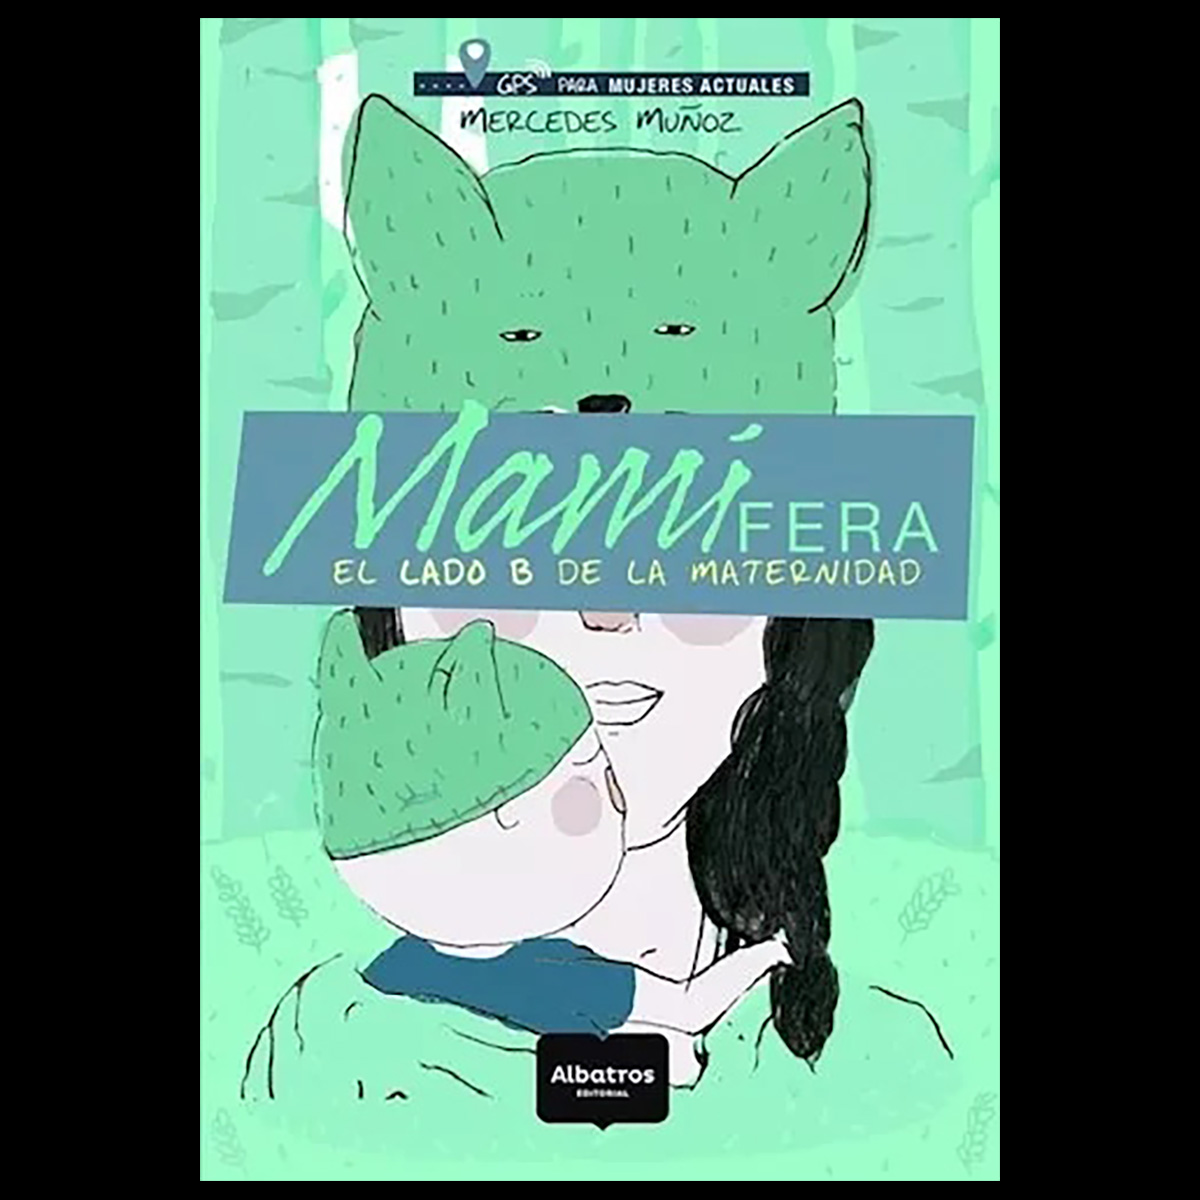 GPS PARA MUJERES ACTUALES
MERCEDES MUÑOZ
Mamí FERA
EL LADO B DE LA MATERNIDAD
Albatros
EDITORIAL